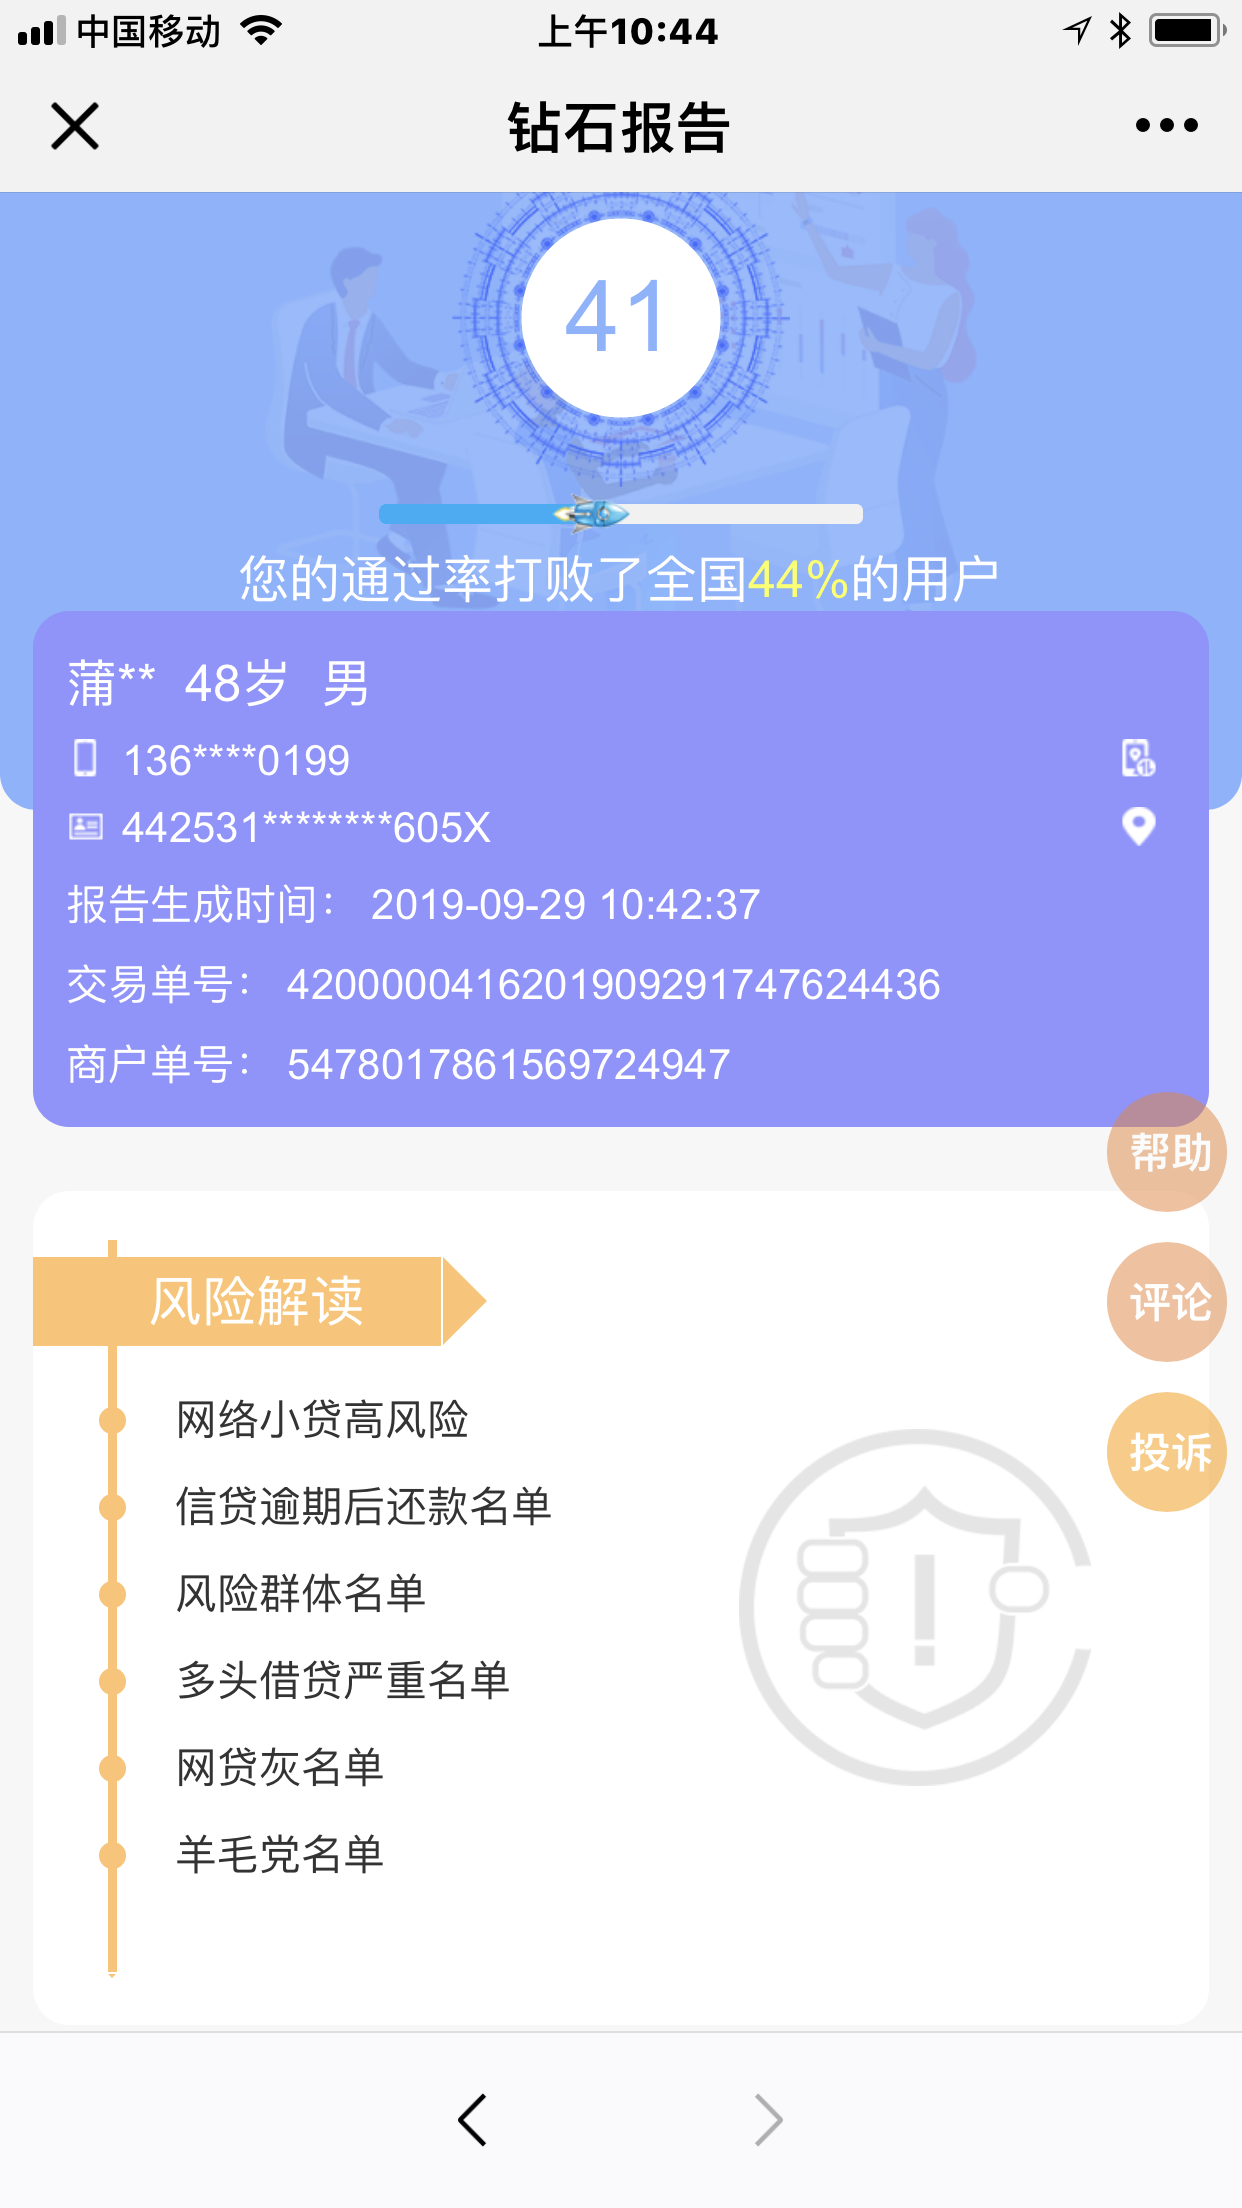 中国移动
上午10:44
钻石报告
41
您的通过率打败了全国44%的用户
蒲** 48岁 男
136****0199
442531********605X
报告生成时间: 2019-09-29 10:42:37
交易单号: 4200000416201909291747624436
商户单号: 5478017861569724947
帮助
风险解读
评论
网络小贷高风险
投诉
信贷逾期后还款名单
风险群体名单
多头借贷严重名单
网贷灰名单
羊毛党名单